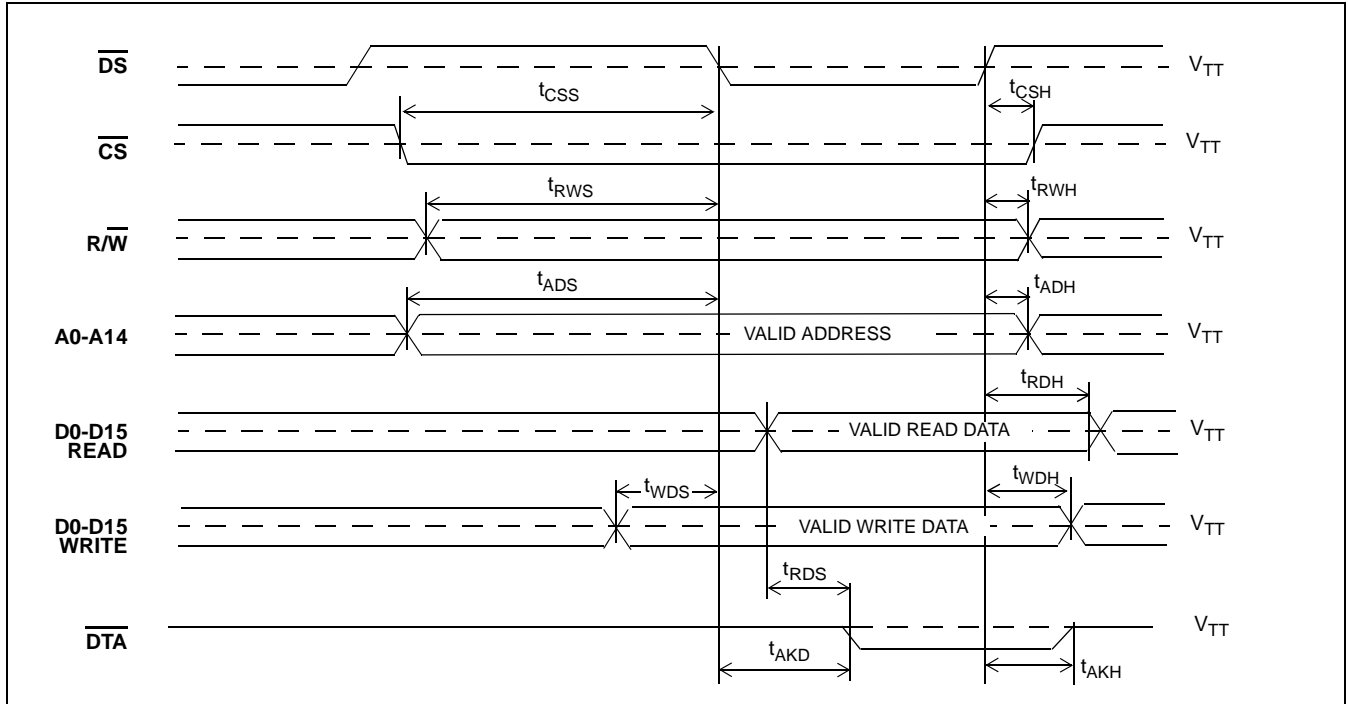 DS
VTT
tCSS
tCSH
CS
VTT
tRWS
tRWH
R/W
VTT
tADS
tADH
A0-A14
VALID ADDRESS
VTT
tRDH
D0-D15
READ
VALID READ DATA
VTT
tWDS
tWDH
D0-D15
WRITE
VALID WRITE DATA
VTT
tRDS
DTA
VTT
tAKD
tAKH